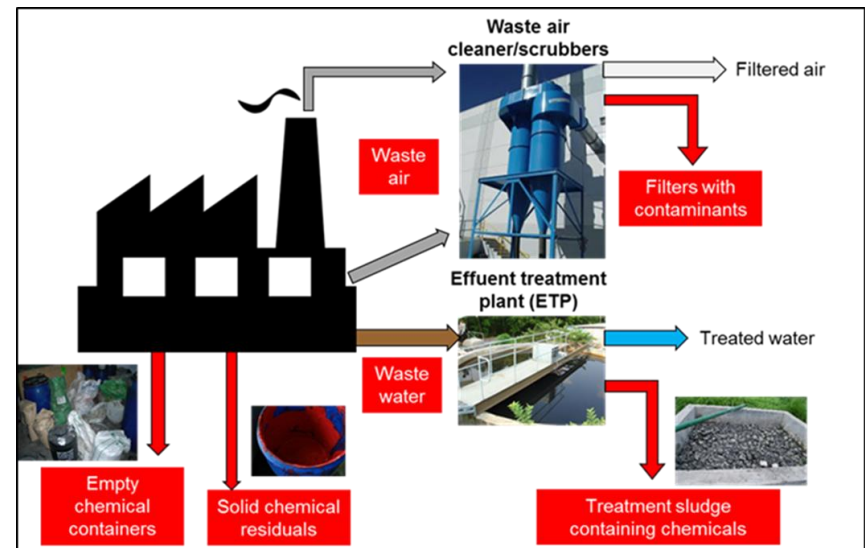 Waste air
cleaner/scrubbers
Filtered air
Waste
air
Filters with
contaminants
Effuent treatment
plant (ETP)
Treated water
Waste
water
Empty
chemical
containers
Solid chemical
residuals
Treatment sludge
containing chemicals